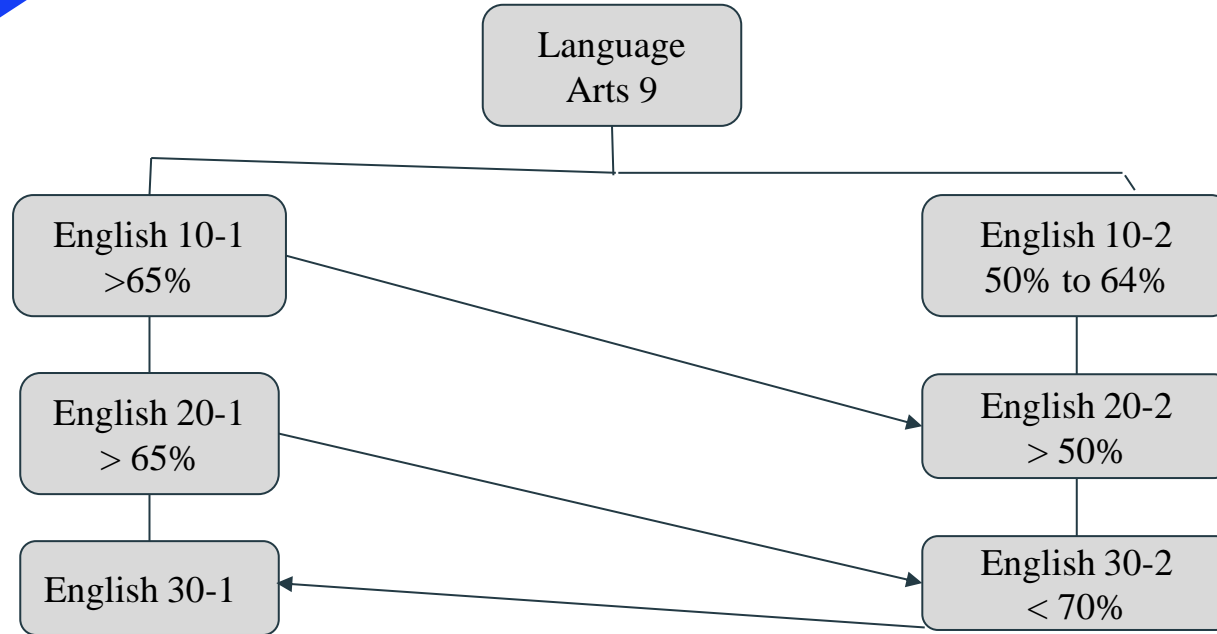 Language
Arts 9
English 10-1
>65%
English 10-2
50% to 64%
English 20-1
> 65%
English 20-2
> 50%
English 30-1
English 30-2
< 70%